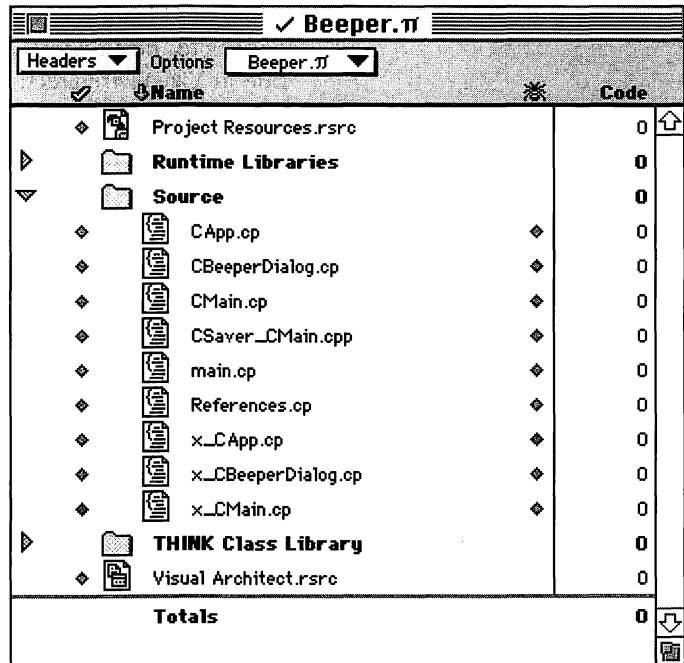 ✓ Beeper.π
Headers ▼ Options Beeper.π ▼
Name Code
Project Resources.rsrc 0
Runtime Libraries 0
Source 0
CApp.cp 0
CBeeperDialog.cp 0
CMain.cp 0
CSaver_CMain.cpp 0
main.cp 0
References.cp 0
x_CApp.cp 0
x_CBeeperDialog.cp 0
x_CMain.cp 0
THINK Class Library 0
Visual Architect.rsrc 0
Totals 0